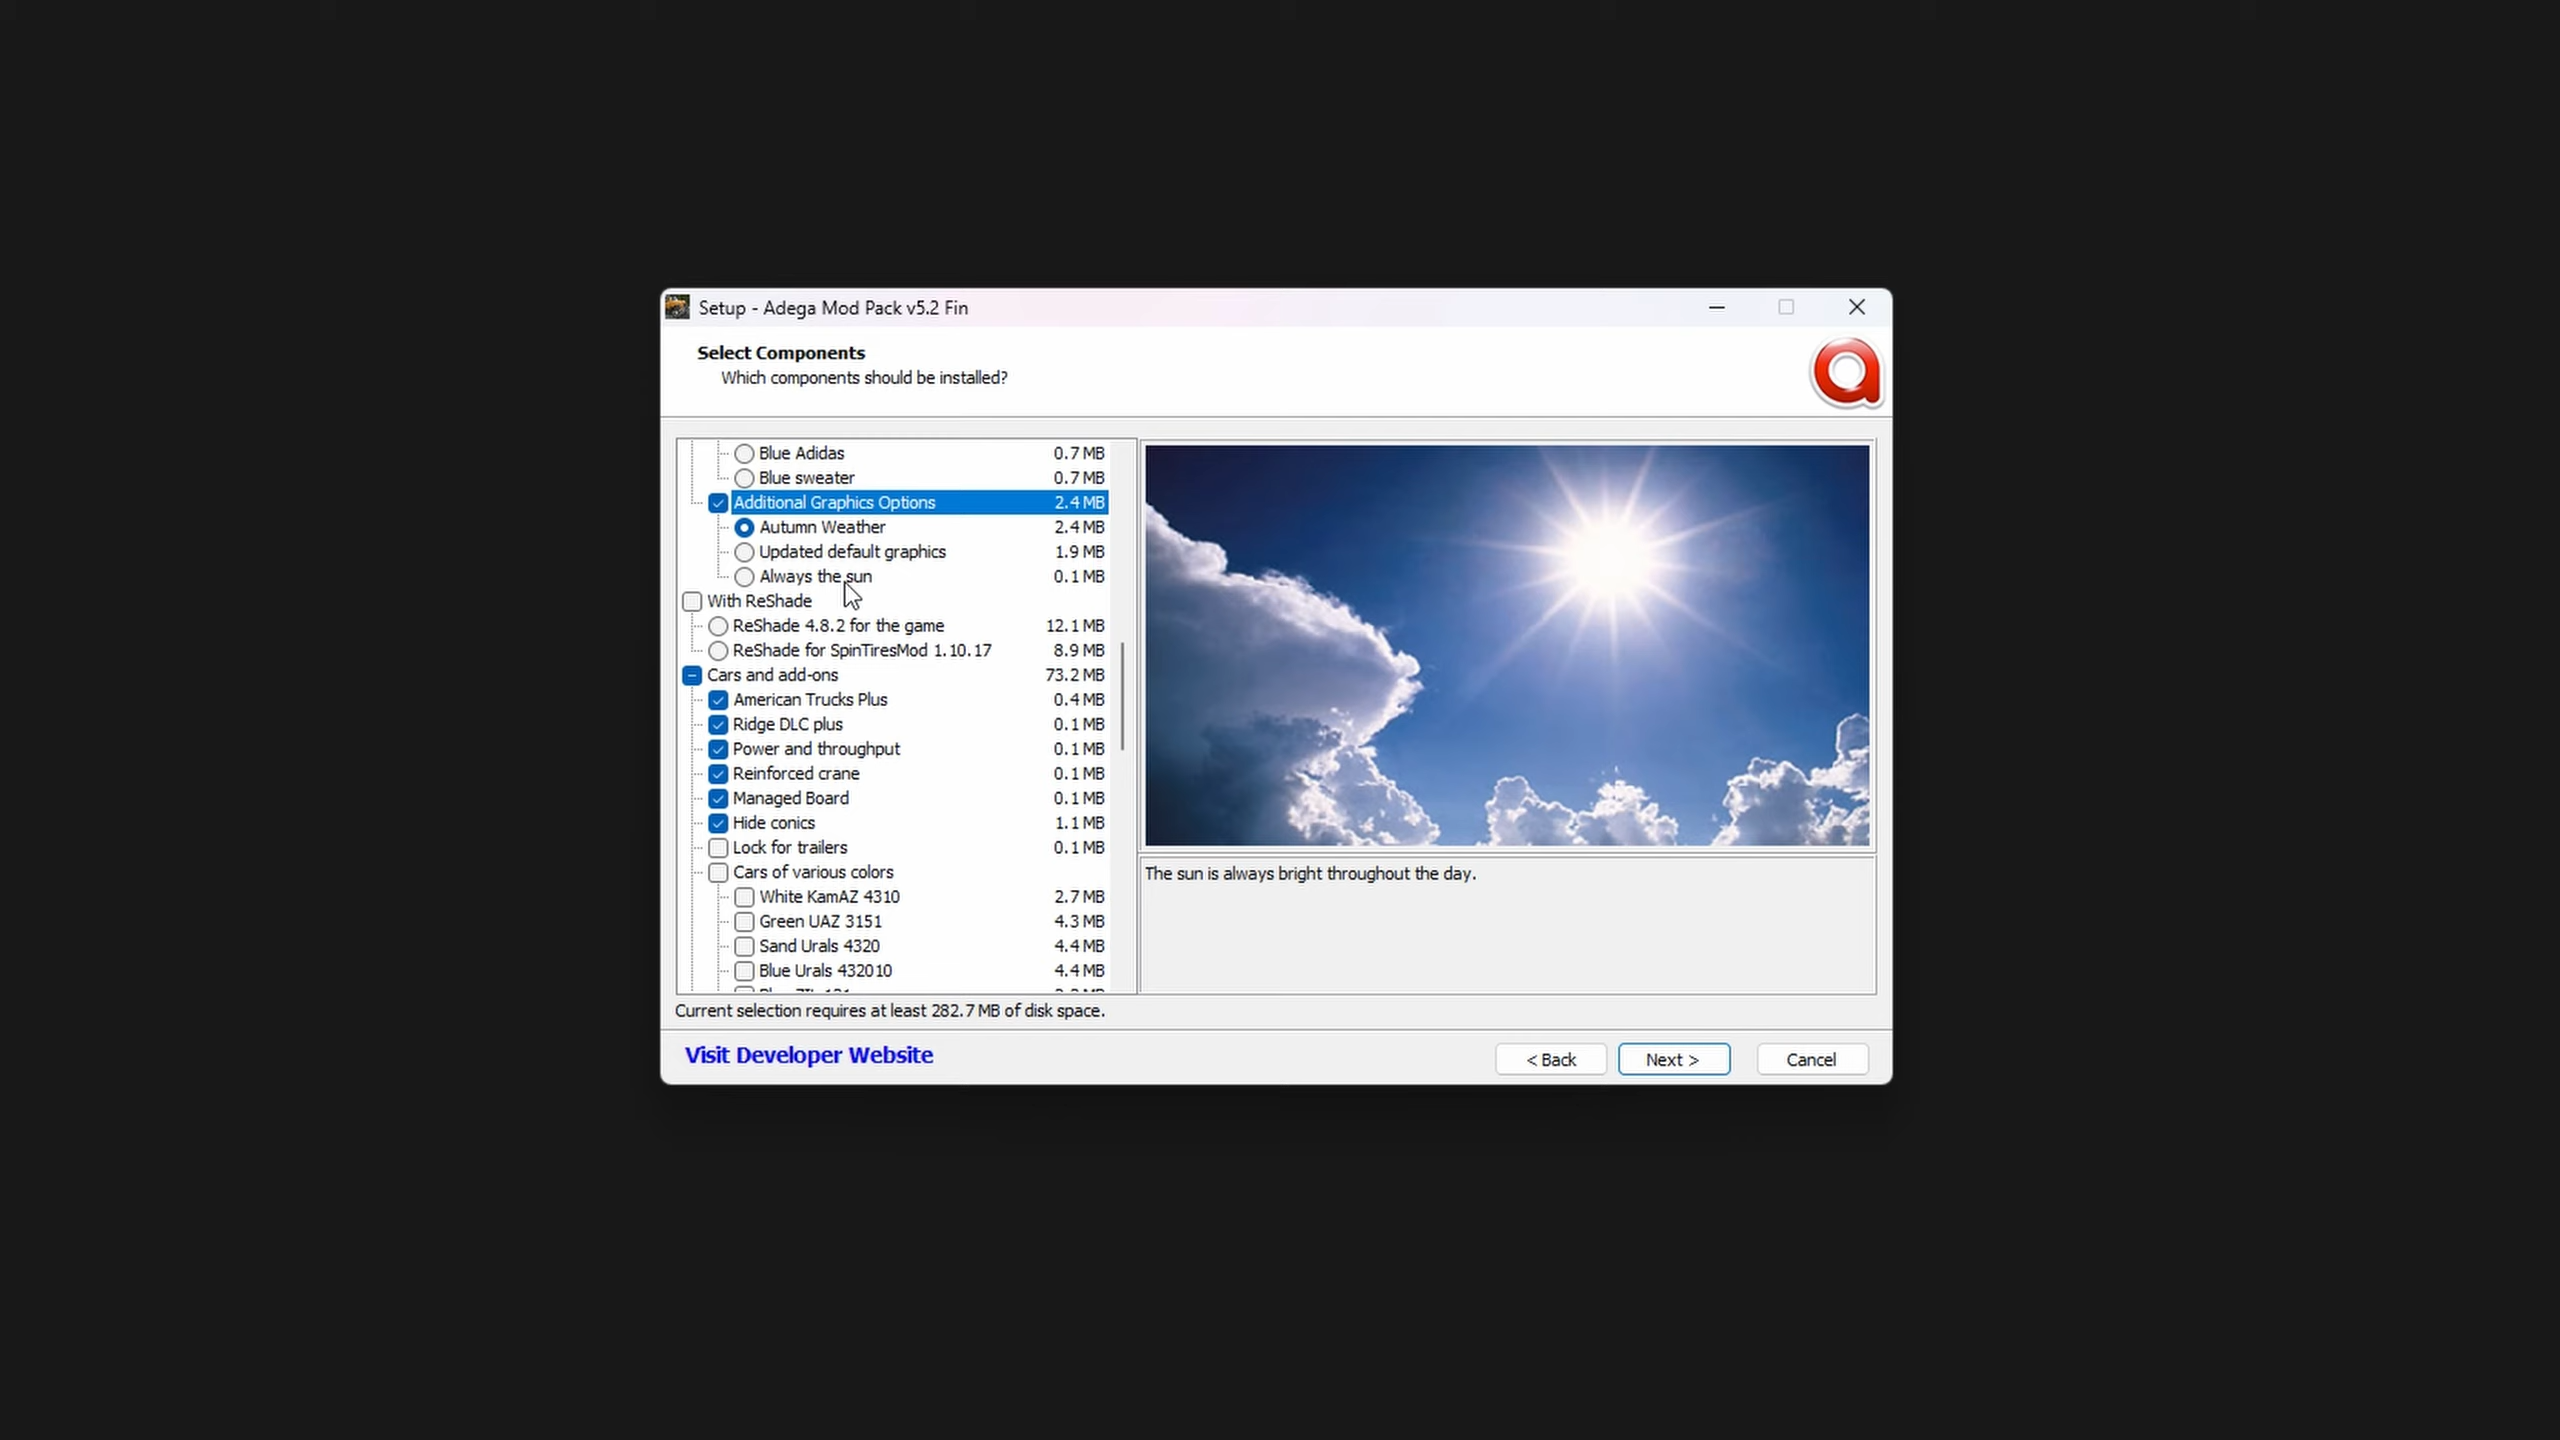 Setup - Adega Mod Pack v5.2 Fin
Select Components
Which components should be installed?
Blue Adidas 0.7 MB
Blue sweater 0.7 MB
Additional Graphics Options 2.4 MB
Autumn Weather 2.4 MB
Updated default graphics 1.9 MB
Always the sun 0.1 MB
With ReShade
ReShade 4.8.2 for the game 12.1 MB
ReShade for SpinTiresMod 1.10.17 8.9 MB
Cars and add-ons 73.2 MB
American Trucks Plus 0.4 MB
Ridge DLC plus 0.1 MB
Power and throughput 0.1 MB
Reinforced crane 0.1 MB
Managed Board 0.1 MB
Hide conics 1.1 MB
Lock for trailers 0.1 MB
Cars of various colors
White KamAZ 4310 2.7 MB
Green UAZ 3151 4.3 MB
Sand Urals 4320 4.4 MB
Blue Urals 432010 4.4 MB
The sun is always bright throughout the day.
Current selection requires at least 282.7 MB of disk space.
Visit Developer Website
< Back
Next >
Cancel